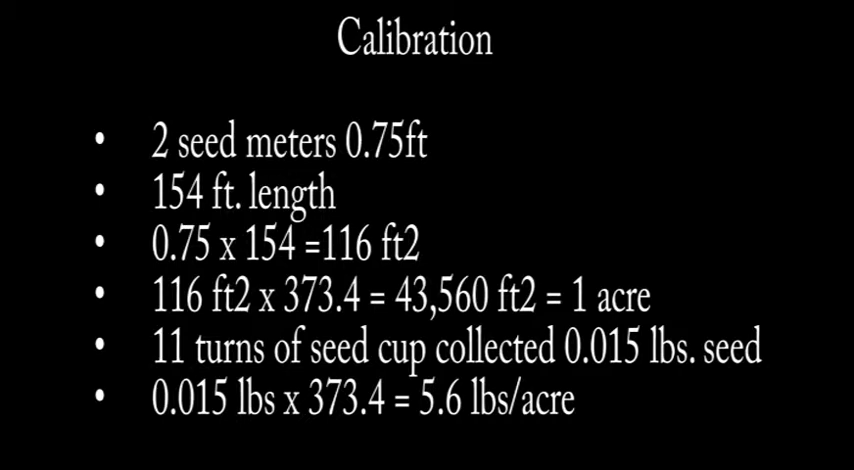 Calibration
• 2 seed meters 0.75ft
• 154 ft. length
• 0.75 x 154 =116 ft2
• 116 ft2 x 373.4 = 43,560 ft2 = 1 acre
• 11 turns of seed cup collected 0.015 lbs. seed
• 0.015 lbs x 373.4 = 5.6 lbs/acre